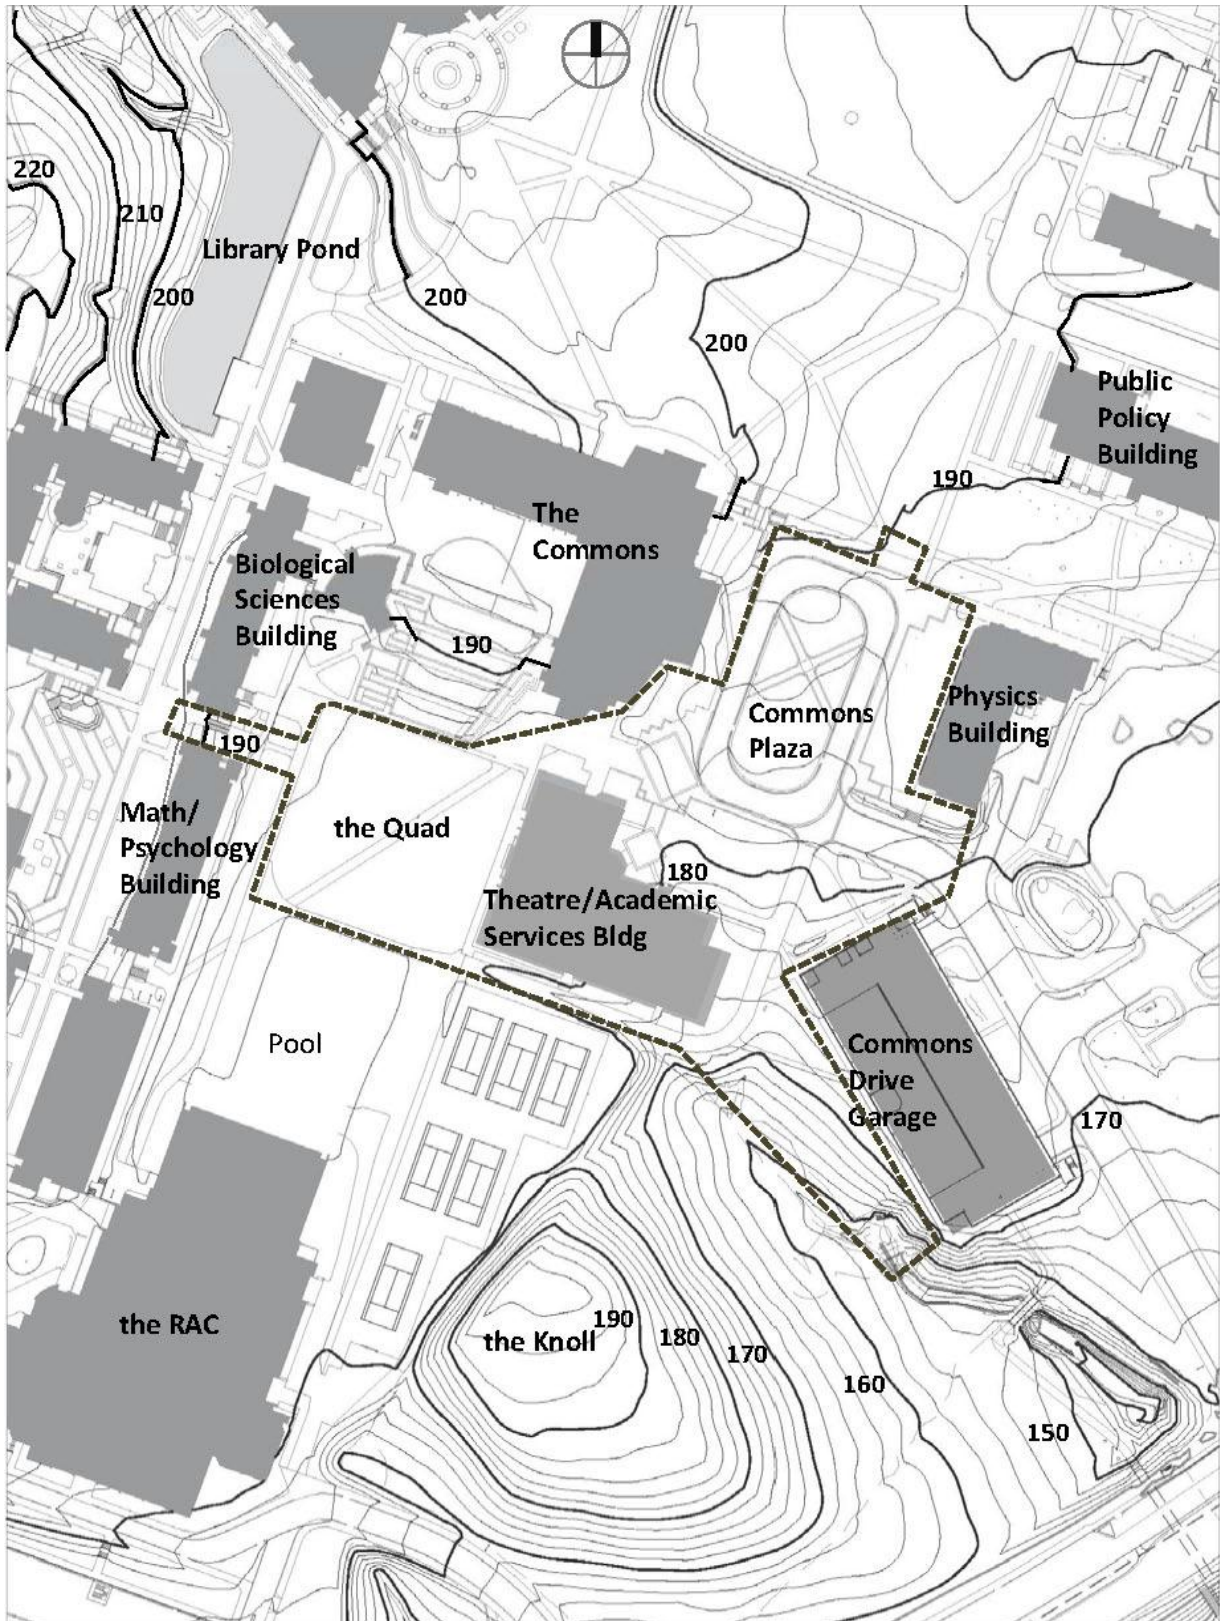 220
210
Library Pond
200
200
200
Public
Policy
Building
190
The
Commons
Biological
Sciences
Building
190
Physics
Building
Commons
Plaza
190
Math/
Psychology
Building
the Quad
180
Theatre/Academic
Services Bldg
Pool
Commons
Drive
Garage
170
the RAC
the Knoll
190
180
170
160
150